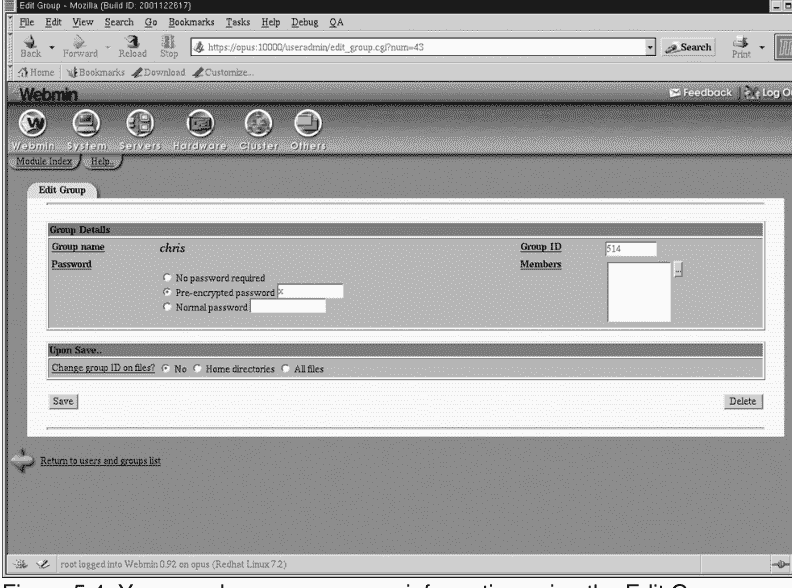 Edit Group - Mozilla {Build ID: 2001122617}
File Edit View Search Go Bookmarks Tasks Help Debug QA
Back Forward Reload Stop https://opus:10000/useradmin/edit_group.cgi?num=43 Search Print
Home Bookmarks Download Customize...
Webmin Feedback Log O
Webmin System Servers Hardware Cluster Others
Module Index Help..
Edit Group
Group Details
Group name chris Group ID 514
Password Members ...
No password required
Pre-encrypted password x
Normal password
Upon Save..
Change group ID on files? No Home directories All files
Save Delete
Return to users and groups list
root logged into Webmin 0.92 on opus (Redhat Linux 7.2)